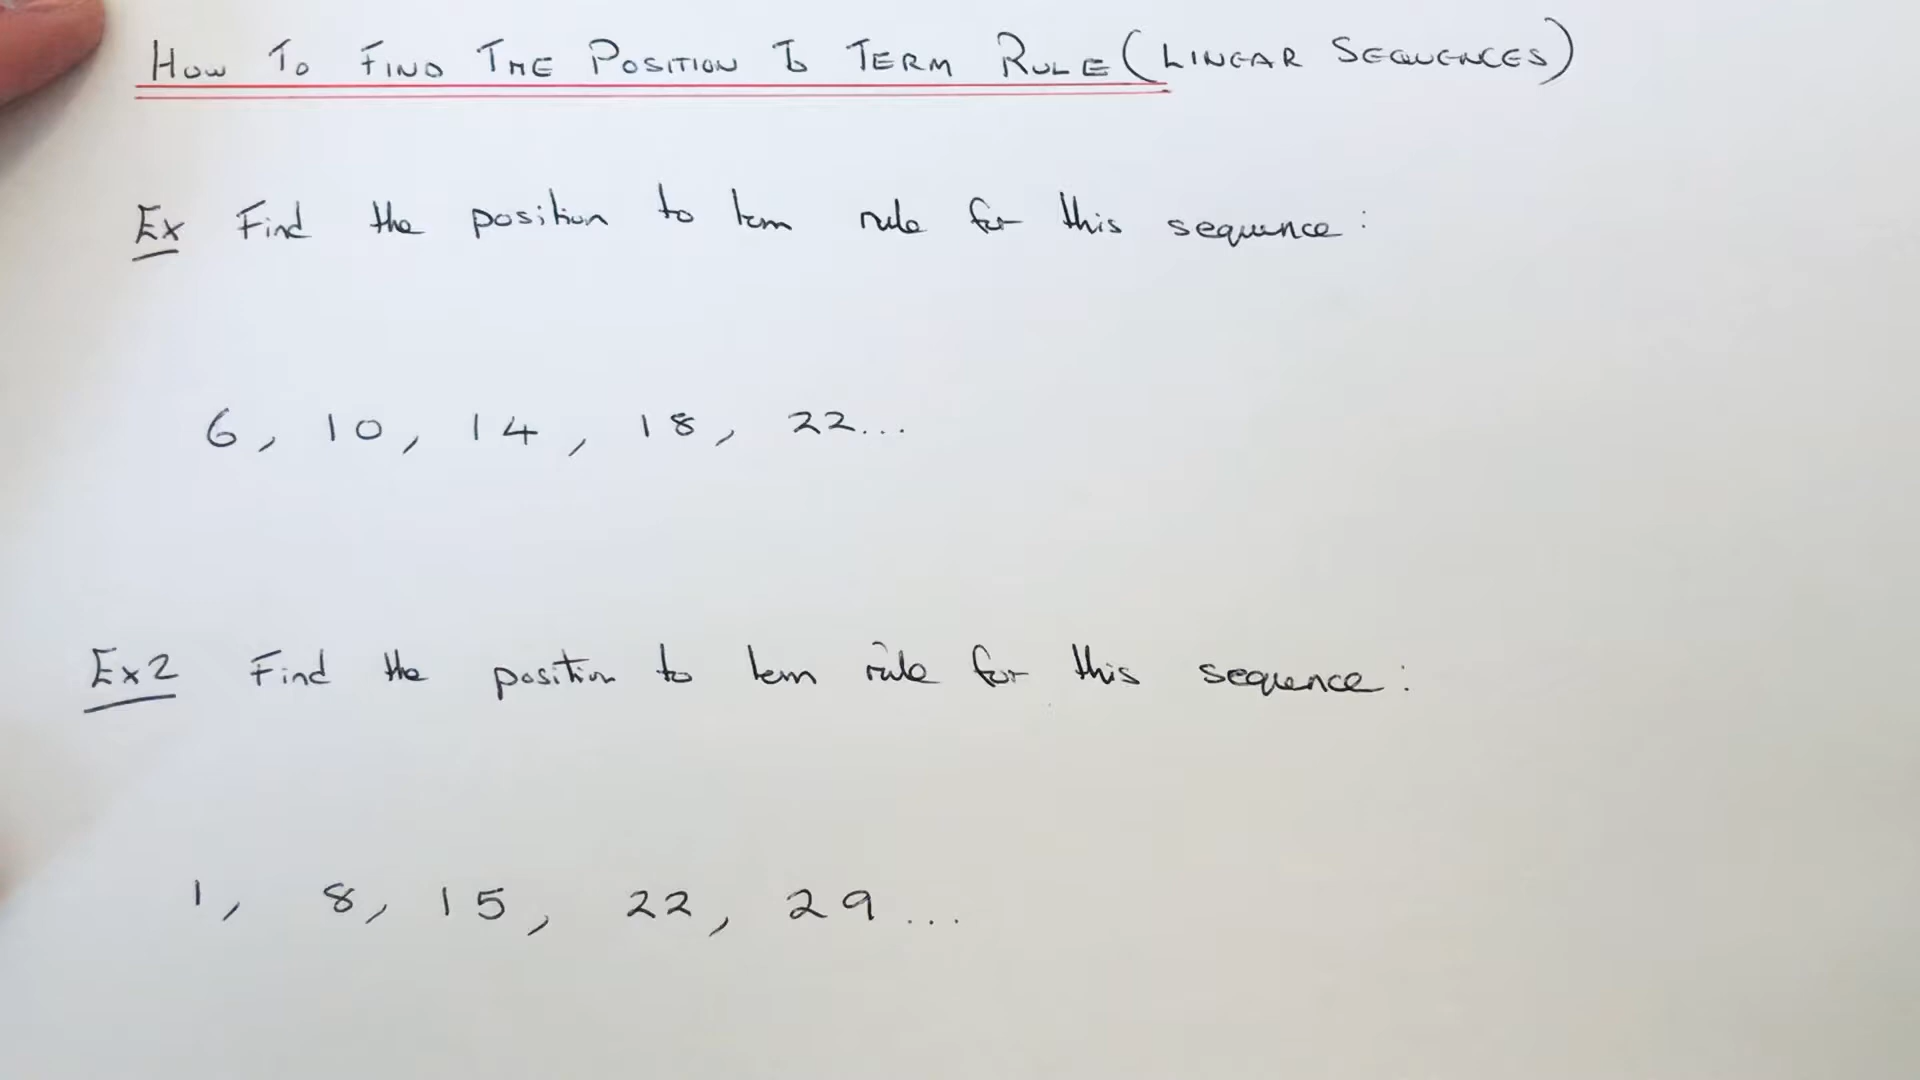 HOW TO FIND THE POSITION TO TERM RULE (LINEAR SEQUENCES)
Ex Find the position to term rule for this sequence:
6, 10, 14, 18, 22...
Ex2 Find the position to term rule for this sequence:
1, 8, 15, 22, 29...